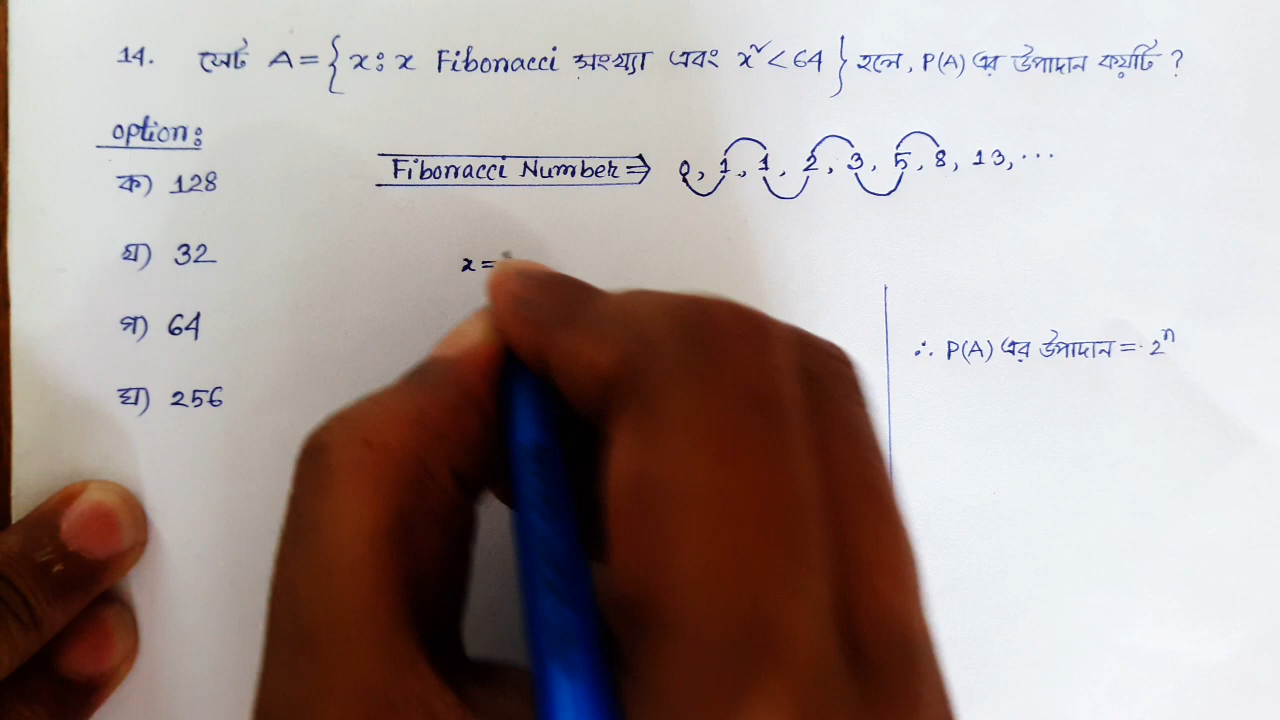 14. সেট A = {x : x Fibonacci সংখ্যা এবং x² < 64} হলে, P(A) এর উপাদান কয়টি ?
option :
ক) 128
Fibonacci Number ⇒ 0, 1, 1, 2, 3, 5, 8, 13, ...
খ) 32
x =
গ) 64
∴ P(A) এর উপাদান = 2ⁿ
ঘ) 256